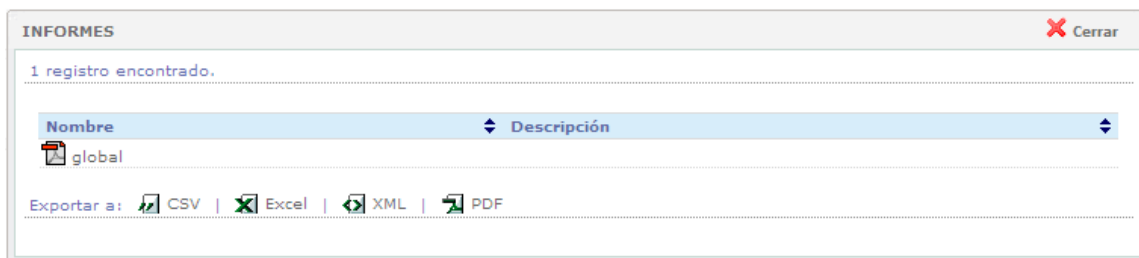 INFORMES Cerrar
1 registro encontrado.
Nombre Descripción
global
Exportar a: CSV | Excel | XML | PDF